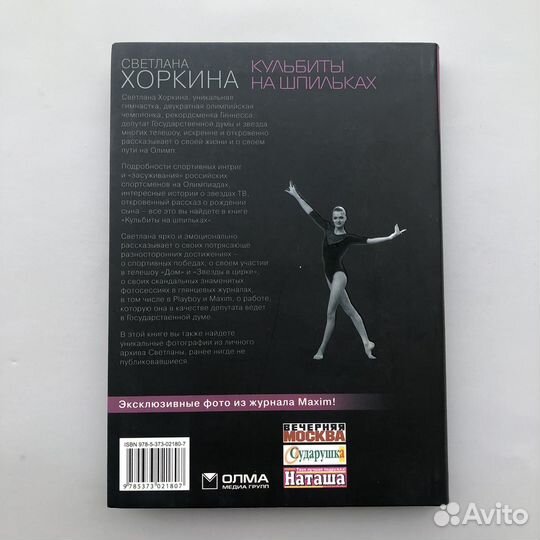 СВЕТЛАНА
ХОРКИНА
КУЛЬБИТЫ
НА ШПИЛЬКАХ
Светлана Хоркина, уникальная
гимнастка, двукратная олимпийская
чемпионка, рекордсменка Гиннесса,
депутат Государственной думы и звезда
многих телешоу, искренне и откровенно
рассказывает о своей жизни и о своем
пути на Олимп.
Подробности спортивных интриг
и «засуживания» российских
спортсменов на Олимпиадах,
интересные истории о звездах ТВ,
откровенный рассказ о рождении
сына – все это вы найдете в книге
«Кульбиты на шпильках».
Светлана ярко и эмоционально
рассказывает о своих потрясающе
разносторонних достижениях –
о спортивных победах, о своем участии
в телешоу «Дом» и «Звезды в цирке», о
своих скандальных знаменитых
фотосессиях в глянцевых журналах,
в том числе в Playboy и Maxim, о работе,
которую она в качестве депутата ведет
в Государственной думе.
В этой книге вы также найдете
уникальные фотографии из личного
архива Светланы, ранее нигде не
публиковавшиеся.
Эксклюзивные фото из журнала Maxim!
ISBN 978-5-373-02180-7
9 785373 021807
ОЛМА
МЕДИА ГРУПП
ВЕЧЕРНЯЯ
МОСКВА
Сударушка
Наташа
Avito